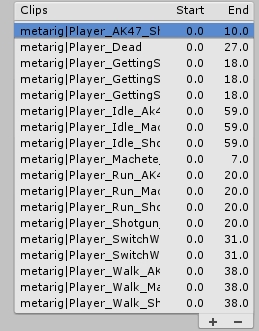 Clips Start End
metarig|Player_AK47_Sh 0.0 10.0
metarig|Player_Dead 0.0 27.0
metarig|Player_GettingS 0.0 18.0
metarig|Player_GettingS 0.0 18.0
metarig|Player_GettingS 0.0 18.0
metarig|Player_Idle_Ak4 0.0 59.0
metarig|Player_Idle_Mac 0.0 59.0
metarig|Player_Idle_Sho 0.0 59.0
metarig|Player_Machete_ 0.0 7.0
metarig|Player_Run_AK4 0.0 20.0
metarig|Player_Run_Mac 0.0 20.0
metarig|Player_Run_Sho 0.0 20.0
metarig|Player_Shotgun_ 0.0 20.0
metarig|Player_SwitchW 0.0 31.0
metarig|Player_SwitchW 0.0 31.0
metarig|Player_Walk_AK 0.0 38.0
metarig|Player_Walk_Ma 0.0 38.0
metarig|Player_Walk_Sh 0.0 38.0
+ −